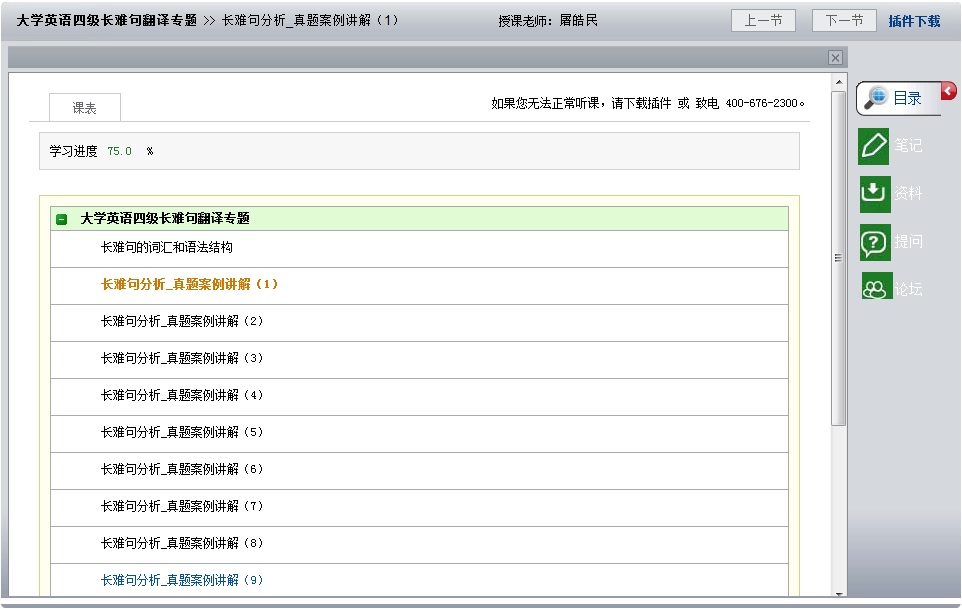 大学英语四级长难句翻译专题 >> 长难句分析_真题案例讲解（1） 授课老师：屠皓民 上一节 下一节 插件下载
课表 如果您无法正常听课，请下载插件 或 致电 400-676-2300。
学习进度 75.0 %
大学英语四级长难句翻译专题
长难句的词汇和语法结构
长难句分析_真题案例讲解（1）
长难句分析_真题案例讲解（2）
长难句分析_真题案例讲解（3）
长难句分析_真题案例讲解（4）
长难句分析_真题案例讲解（5）
长难句分析_真题案例讲解（6）
长难句分析_真题案例讲解（7）
长难句分析_真题案例讲解（8）
长难句分析_真题案例讲解（9）
目录
笔记
资料
提问
论坛